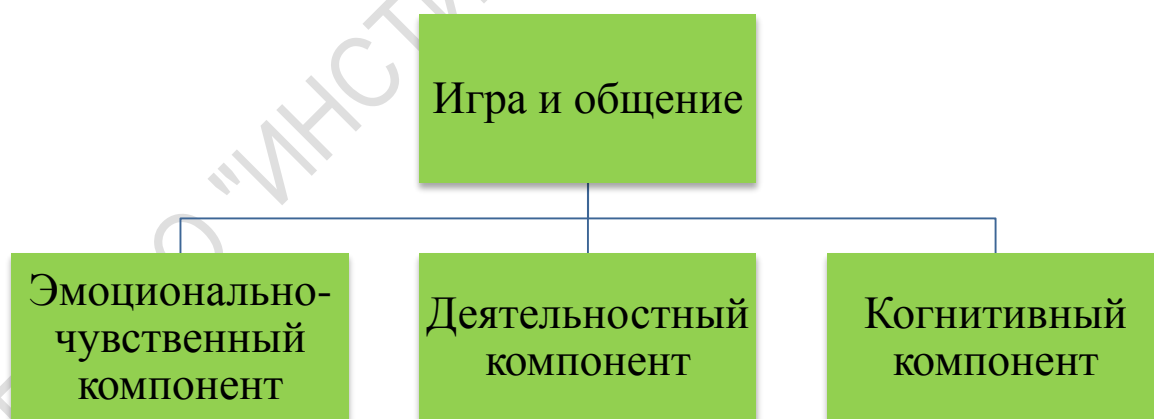 Игра и общение
Эмоционально-
чувственный
компонент
Деятельностный
компонент
Когнитивный
компонент